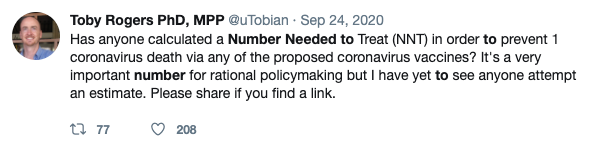 Toby Rogers PhD, MPP @uTobian · Sep 24, 2020
Has anyone calculated a Number Needed to Treat (NNT) in order to prevent 1
coronavirus death via any of the proposed coronavirus vaccines? It's a very
important number for rational policymaking but I have yet to see anyone attempt
an estimate. Please share if you find a link.
77 208